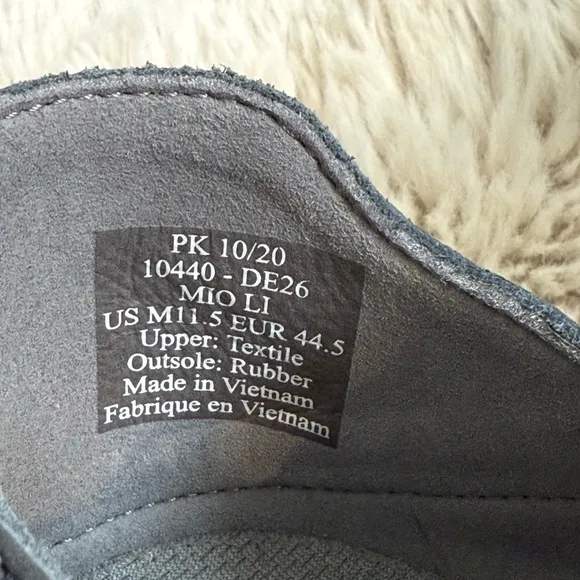 PK 10/20
10440 - DE26
MIO LI
US M11.5 EUR 44.5
Upper: Textile
Outsole: Rubber
Made in Vietnam
Fabrique en Vietnam